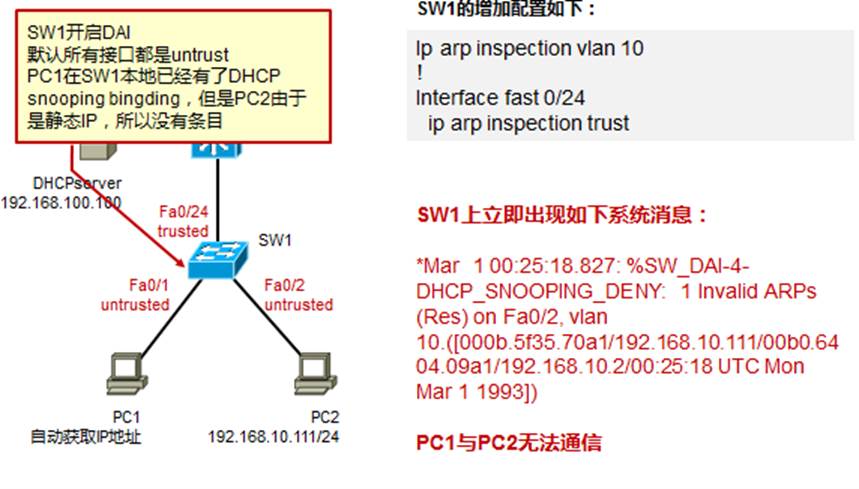 SW1开启DAI
默认所有接口都是untrust
PC1在SW1本地已经有了DHCP
snooping bingding，但是PC2由于
是静态IP，所以没有条目
DHCPserver
192.168.100.100
Fa0/24
trusted
SW1
Fa0/1
untrusted
Fa0/2
untrusted
PC1
自动获取IP地址
PC2
192.168.10.111/24
SW1的增加配置如下：
Ip arp inspection vlan 10
!
Interface fast 0/24
ip arp inspection trust
SW1上立即出现如下系统消息：
*Mar 1 00:25:18.827: %SW_DAI-4-
DHCP_SNOOPING_DENY: 1 Invalid ARPs
(Res) on Fa0/2, vlan
10.([000b.5f35.70a1/192.168.10.111/00b0.64
04.09a1/192.168.10.2/00:25:18 UTC Mon
Mar 1 1993])
PC1与PC2无法通信